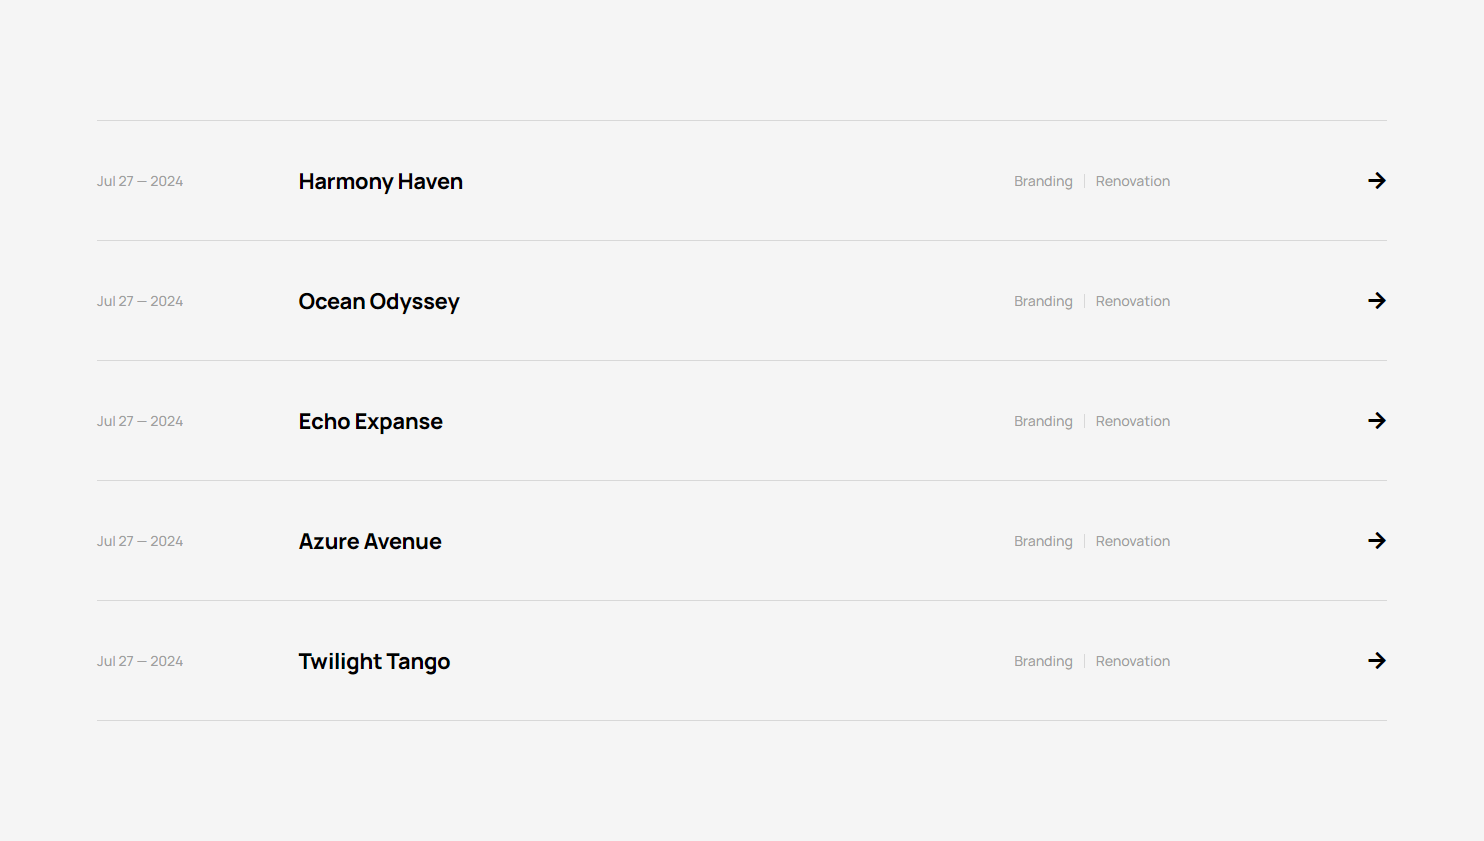 Jul 27 — 2024 Harmony Haven Branding | Renovation →
Jul 27 — 2024 Ocean Odyssey Branding | Renovation →
Jul 27 — 2024 Echo Expanse Branding | Renovation →
Jul 27 — 2024 Azure Avenue Branding | Renovation →
Jul 27 — 2024 Twilight Tango Branding | Renovation →